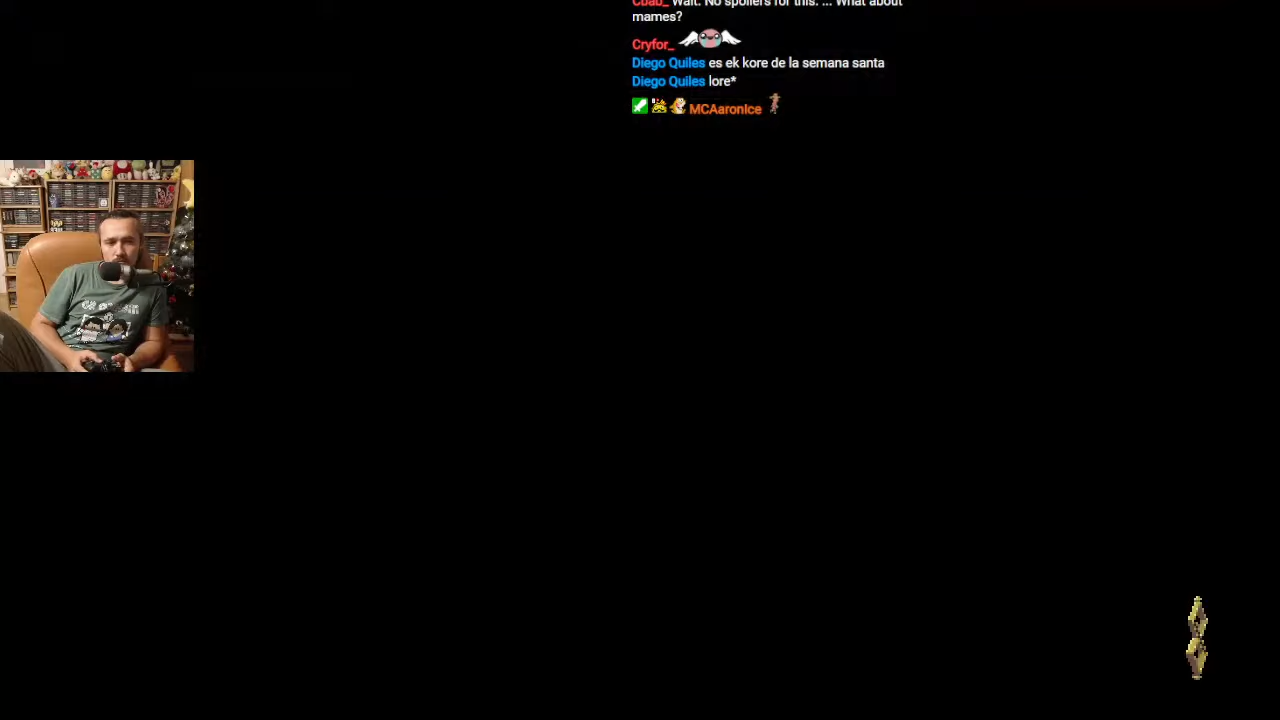 Cbab_ Wait. No spoilers for this. ... What about
mames?
Cryfor_
Diego Quiles es ek kore de la semana santa
Diego Quiles lore*
MCAaronIce